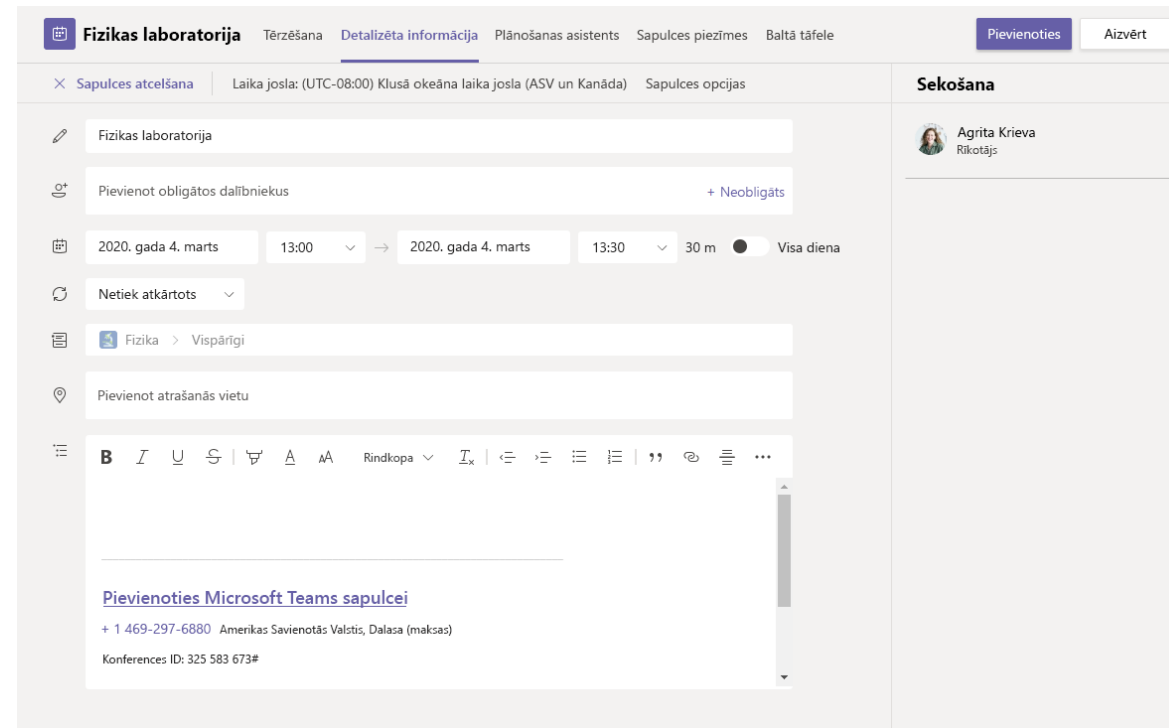 Fizikas laboratorija Tērzēšana Detalizēta informācija Plānošanas asistents Sapulces piezīmes Baltā tāfele Pievienoties Aizvērt
Sapulces atcelšana Laika josla: (UTC-08:00) Klusā okeāna laika josla (ASV un Kanāda) Sapulces opcijas
Sekošana
Agrita Krieva
Rīkotājs
Fizikas laboratorija
Pievienot obligātos dalībniekus + Neobligāts
2020. gada 4. marts 13:00 → 2020. gada 4. marts 13:30 30 m Visa diena
Netiek atkārtots
Fizika > Vispārīgi
Pievienot atrašanās vietu
B I U S A AA Rindkopa Tx
Pievienoties Microsoft Teams sapulcei
+ 1 469-297-6880 Amerikas Savienotās Valstis, Dalasa (maksas)
Konferences ID: 325 583 673#